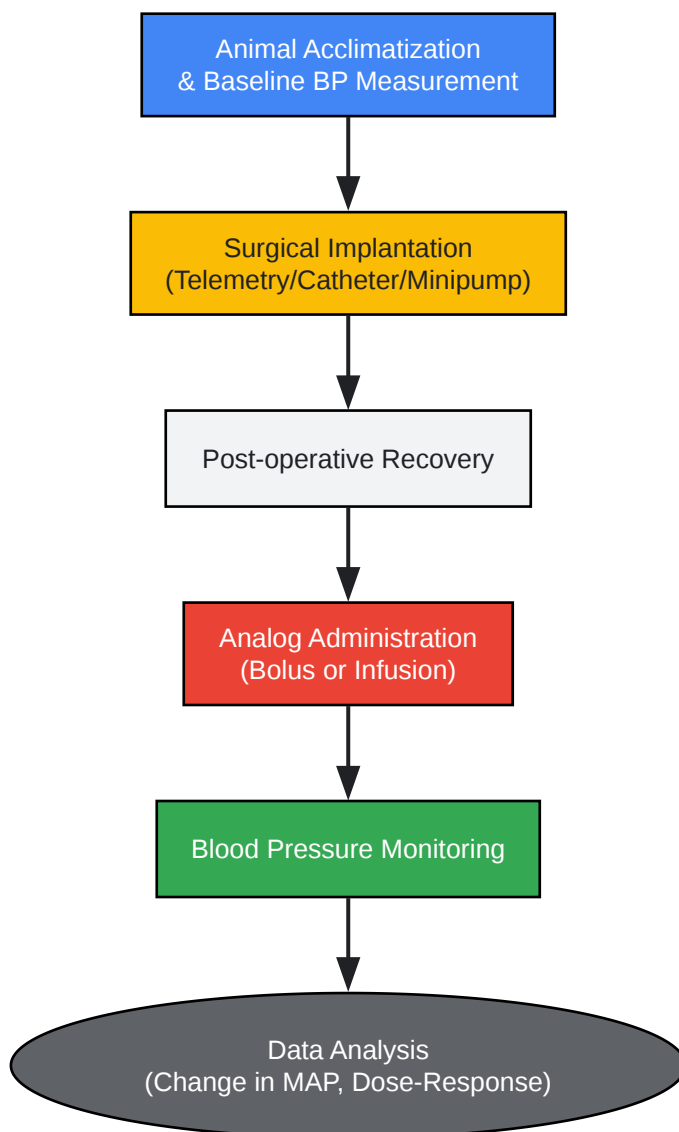 Animal Acclimatization
& Baseline BP Measurement
Surgical Implantation
(Telemetry/Catheter/Minipump)
Post-operative Recovery
Analog Administration
(Bolus or Infusion)
Blood Pressure Monitoring
Data Analysis
(Change in MAP, Dose-Response)